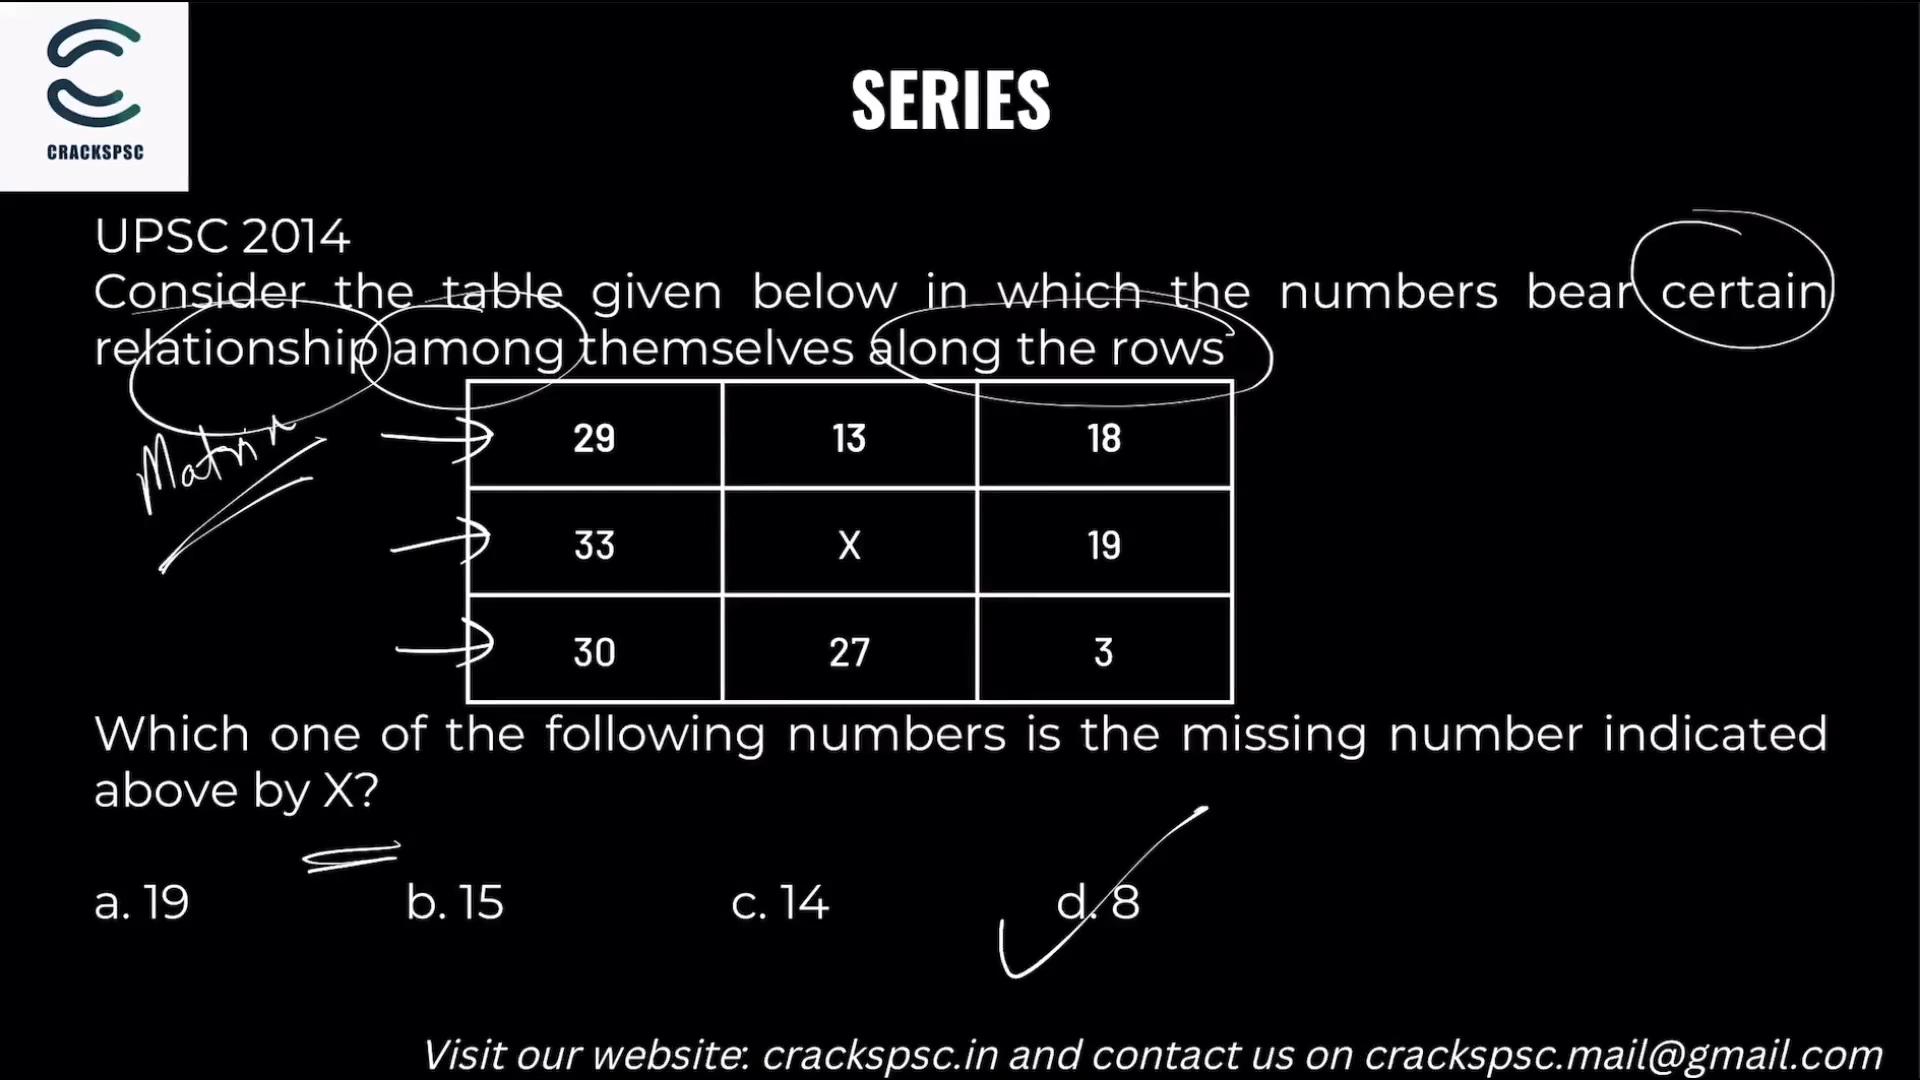 CRACKSPSC
SERIES
UPSC 2014
Consider the table given below in which the numbers bear certain
relationship among themselves along the rows
Matrix
29 13 18
33 X 19
30 27 3
Which one of the following numbers is the missing number indicated
above by X?
a. 19 b. 15 c. 14 d. 8
Visit our website: crackspsc.in and contact us on crackspsc.mail@gmail.com